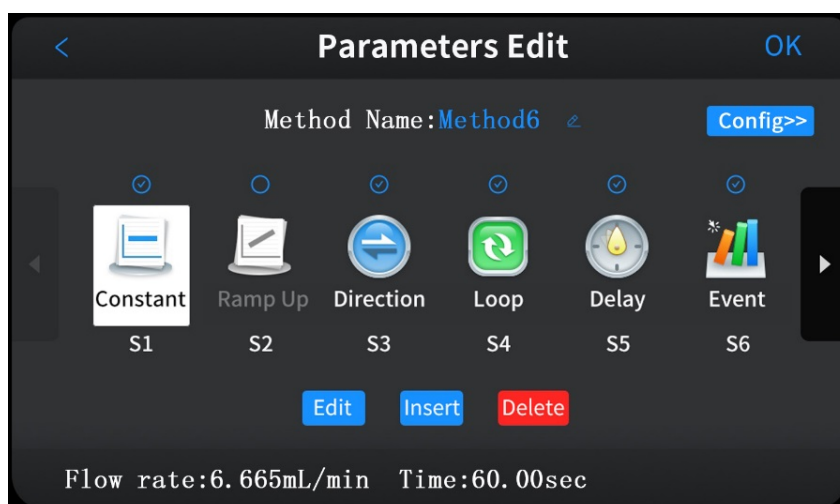 < Parameters Edit OK
Method Name:Method6 Config>>
Constant Ramp Up Direction Loop Delay Event
S1 S2 S3 S4 S5 S6
Edit Insert Delete
Flow rate:6.665mL/min Time:60.00sec